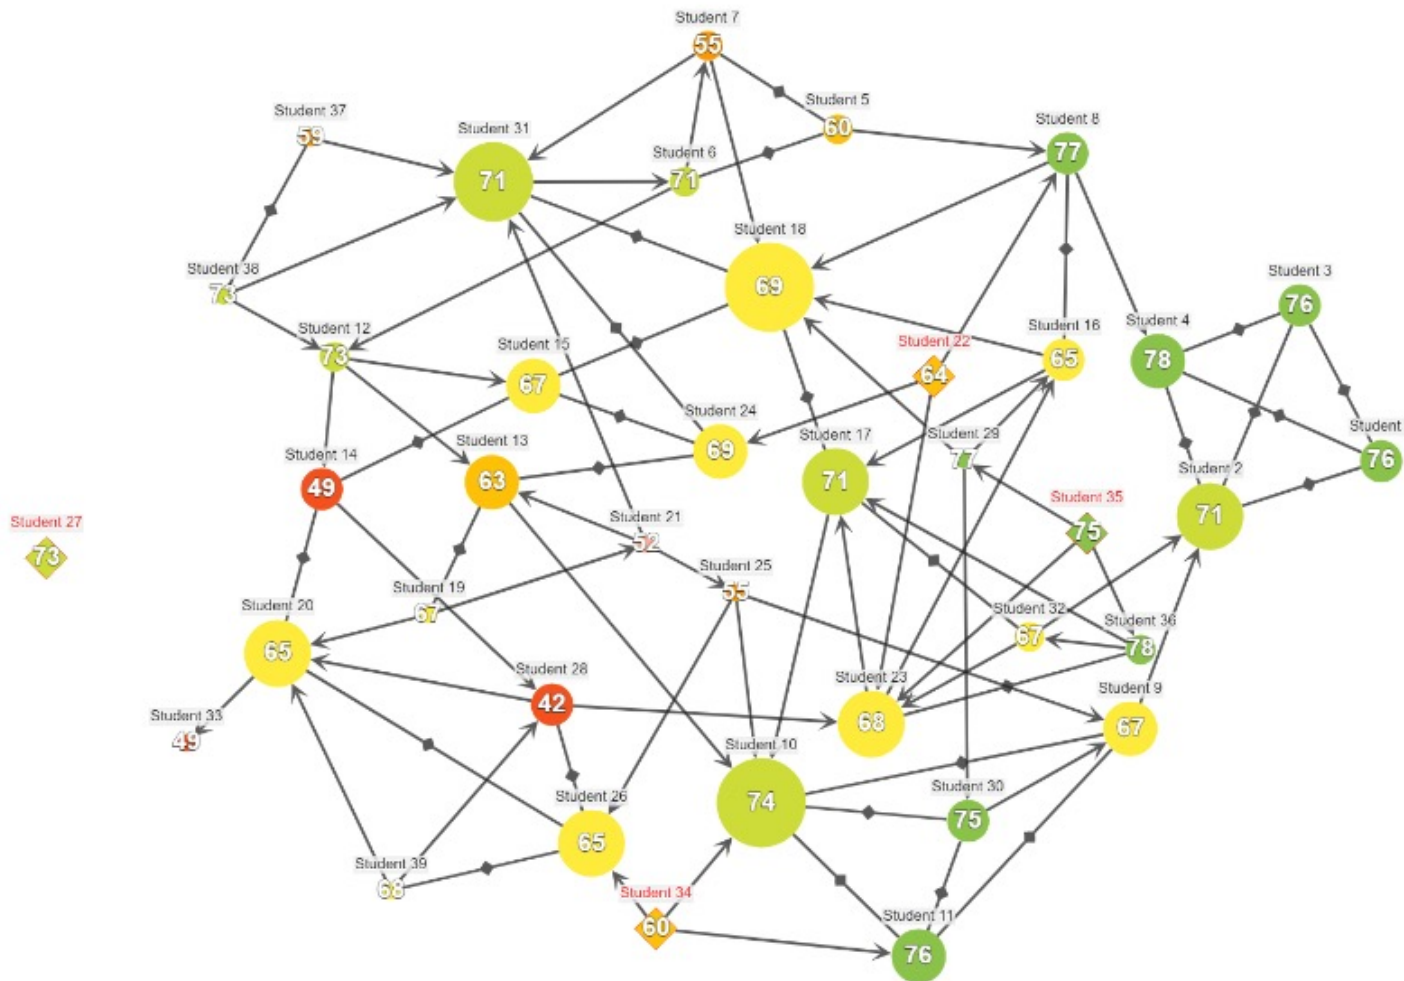 Student 7
55
Student 5
60
Student 37
59
Student 31
71
Student 6
71
Student 8
77
Student 18
69
Student 38
73
Student 3
76
Student 12
73
Student 15
67
Student 22
64
Student 16
65
Student 4
78
Student 24
69
Student 13
63
Student 14
49
Student 17
71
Student 29
77
Student
76
Student 2
71
Student 27
73
Student 21
52
Student 35
75
Student 25
55
Student 19
67
Student 20
65
Student 32
67
Student 36
78
Student 28
42
Student 23
68
Student 9
67
Student 33
49
Student 10
74
Student 30
75
Student 26
65
Student 39
68
Student 34
60
Student 11
76